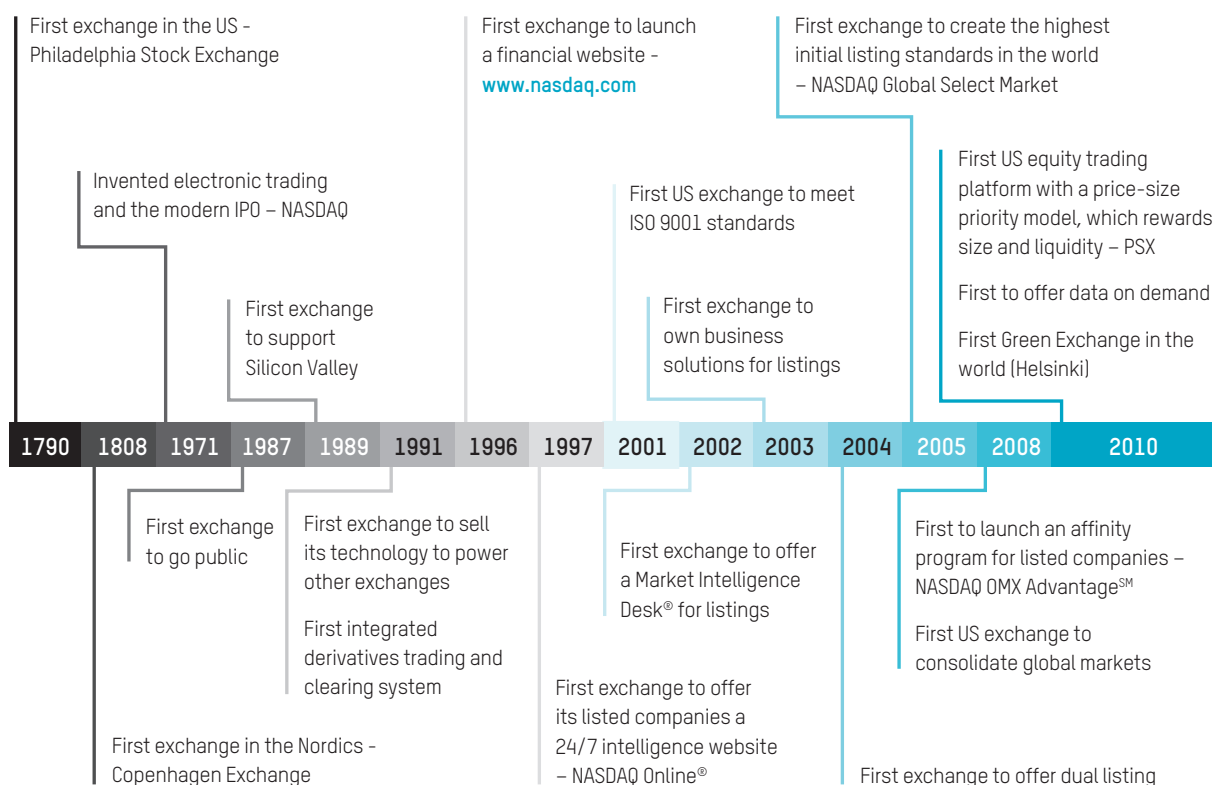 First exchange in the US -
Philadelphia Stock Exchange
First exchange to launch
a financial website -
www.nasdaq.com
First exchange to create the highest
initial listing standards in the world
– NASDAQ Global Select Market
Invented electronic trading
and the modern IPO – NASDAQ
First US exchange to meet
ISO 9001 standards
First US equity trading
platform with a price-size
priority model, which rewards
size and liquidity – PSX
First to offer data on demand
First Green Exchange in the
world (Helsinki)
First exchange
to support
Silicon Valley
First exchange to
own business
solutions for listings
1790 1808 1971 1987 1989 1991 1996 1997 2001 2002 2003 2004 2005 2008 2010
First exchange
to go public
First exchange to sell
its technology to power
other exchanges
First integrated
derivatives trading and
clearing system
First exchange to offer
a Market Intelligence
Desk® for listings
First to launch an affinity
program for listed companies –
NASDAQ OMX Advantage℠
First US exchange to
consolidate global markets
First exchange in the Nordics -
Copenhagen Exchange
First exchange to offer
its listed companies a
24/7 intelligence website
– NASDAQ Online®
First exchange to offer dual listing